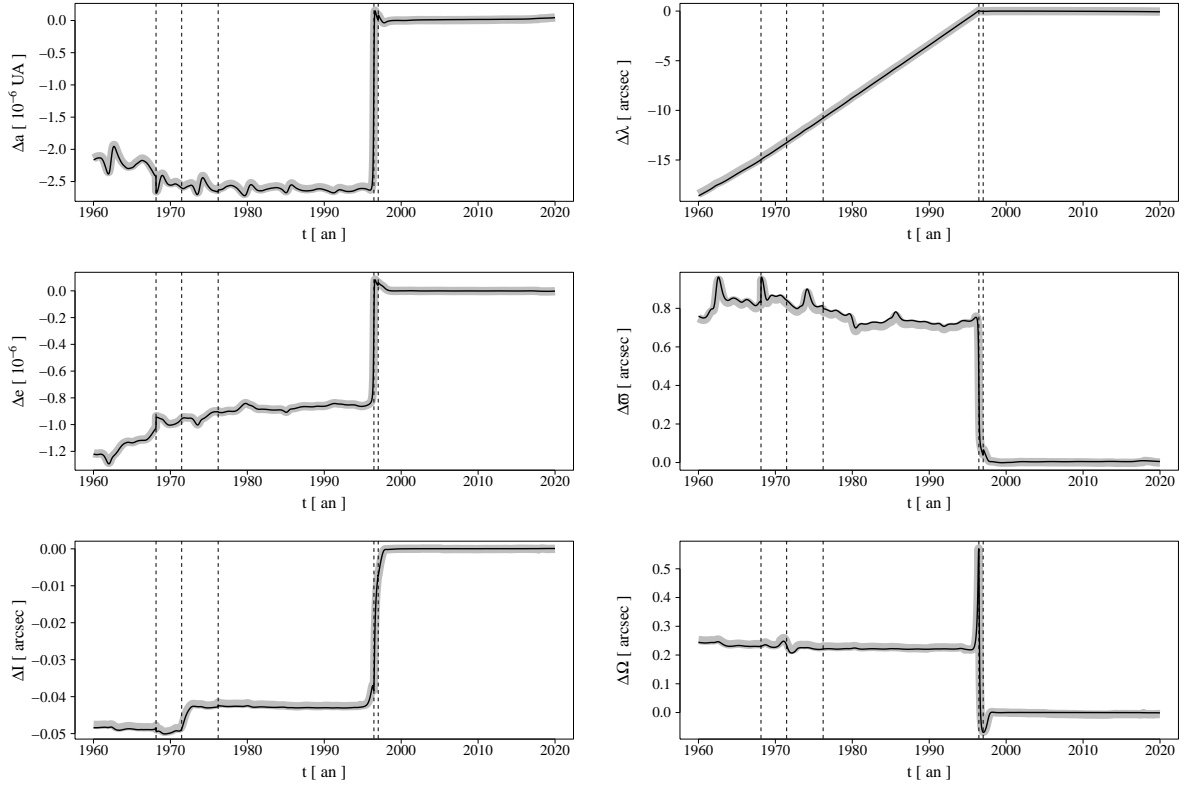 0.0
−0.5
−1.0
−1.5
−2.0
−2.5
Δa [ 10⁻⁶ UA ]
1960 1970 1980 1990 2000 2010 2020
t [ an ]
0
−5
−10
−15
Δλ [ arcsec ]
1960 1970 1980 1990 2000 2010 2020
t [ an ]
0.0
−0.2
−0.4
−0.6
−0.8
−1.0
−1.2
Δe [ 10⁻⁶ ]
1960 1970 1980 1990 2000 2010 2020
t [ an ]
0.8
0.6
0.4
0.2
0.0
Δϖ [ arcsec ]
1960 1970 1980 1990 2000 2010 2020
t [ an ]
0.00
−0.01
−0.02
−0.03
−0.04
−0.05
ΔI [ arcsec ]
1960 1970 1980 1990 2000 2010 2020
t [ an ]
0.5
0.4
0.3
0.2
0.1
0.0
ΔΩ [ arcsec ]
1960 1970 1980 1990 2000 2010 2020
t [ an ]